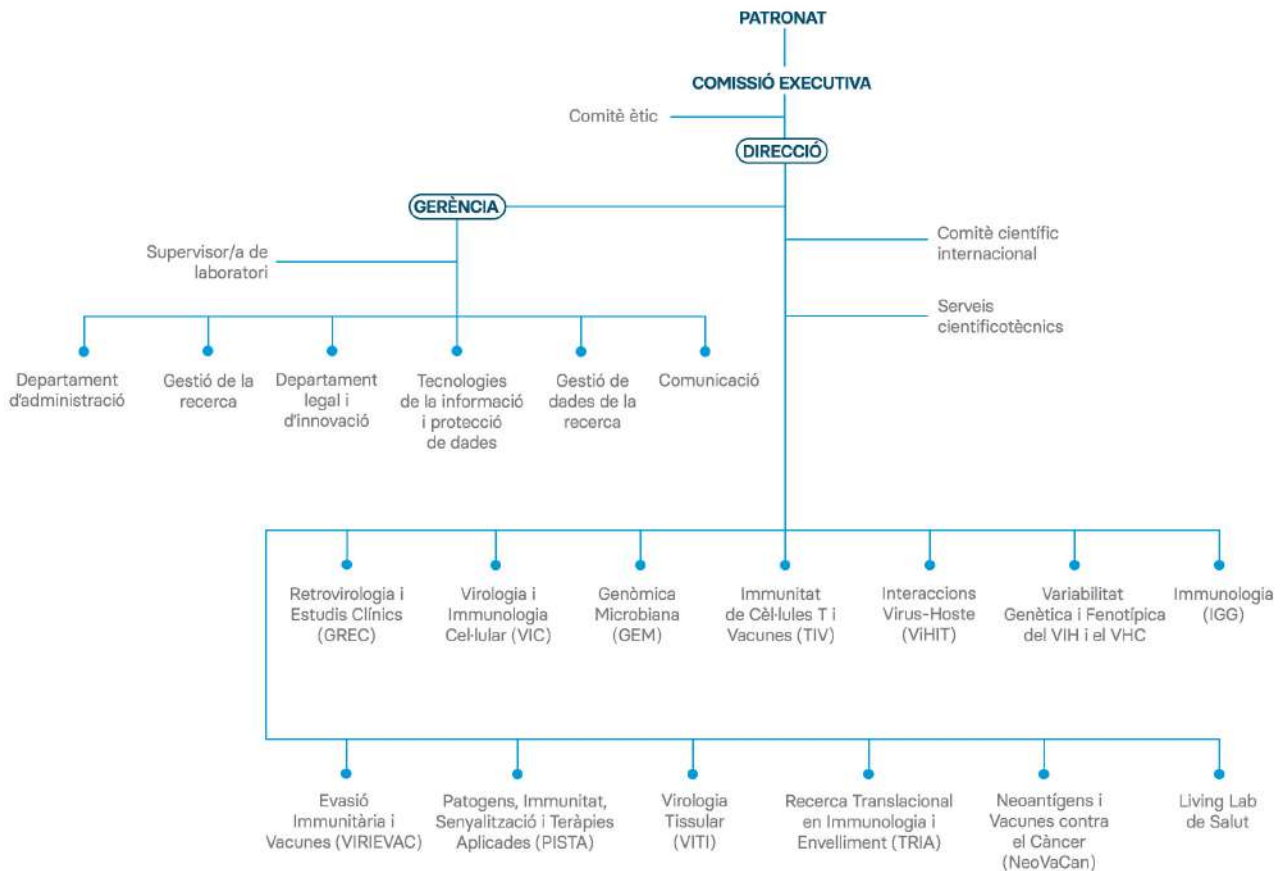 PATRONAT
COMISSIÓ EXECUTIVA
Comitè ètic
DIRECCIÓ
GERÈNCIA
Comitè científic
internacional
Supervisor/a de
laboratori
Serveis
cientificotècnics
Departament
d'administració
Gestió de la
recerca
Departament
legal i
d'innovació
Tecnologies
de la informació
i protecció
de dades
Gestió de
dades de la
recerca
Comunicació
Retrovirologia i
Estudis Clínics
(GREC)
Virologia i
Immunologia
Cel·lular (VIC)
Genòmica
Microbiana
(GEM)
Immunitat
de Cèl·lules T i
Vacunes (TIV)
Interaccions
Virus-Hoste
(ViHIT)
Variabilitat
Genètica i Fenotípica
del VIH i el VHC
Immunologia
(IGG)
Evasió
Immunitària i
Vacunes (VIRIEVAC)
Patogens, Immunitat,
Senyalització i Teràpies
Aplicades (PISTA)
Virologia
Tissular
(VITI)
Recerca Translacional
en Immunologia i
Envelliment (TRIA)
Neoantígens i
Vacunes contra
el Càncer
(NeoVaCan)
Living Lab
de Salut